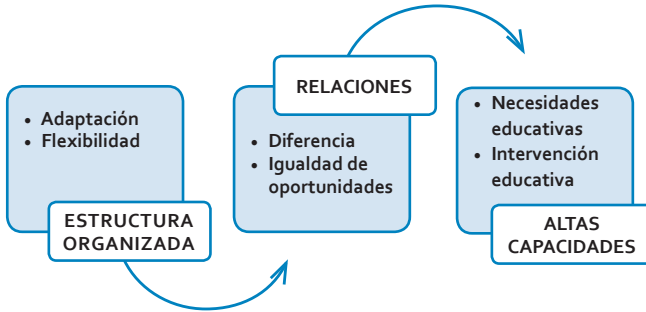 • Adaptación
• Flexibilidad
ESTRUCTURA
ORGANIZADA
RELACIONES
• Diferencia
• Igualdad de
oportunidades
• Necesidades
educativas
• Intervención
educativa
ALTAS
CAPACIDADES